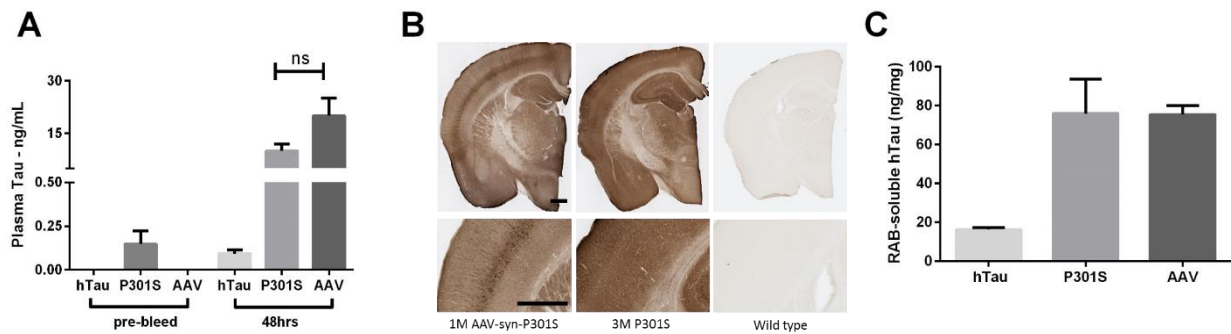 A
Plasma Tau - ng/mL
30
15
0.50
0.25
0.00
ns
hTau P301S AAV hTau P301S AAV
pre-bleed 48hrs
B
1M AAV-syn-P301S 3M P301S Wild type
C
RAB-soluble hTau (ng/mg)
100
80
60
40
20
0
hTau P301S AAV